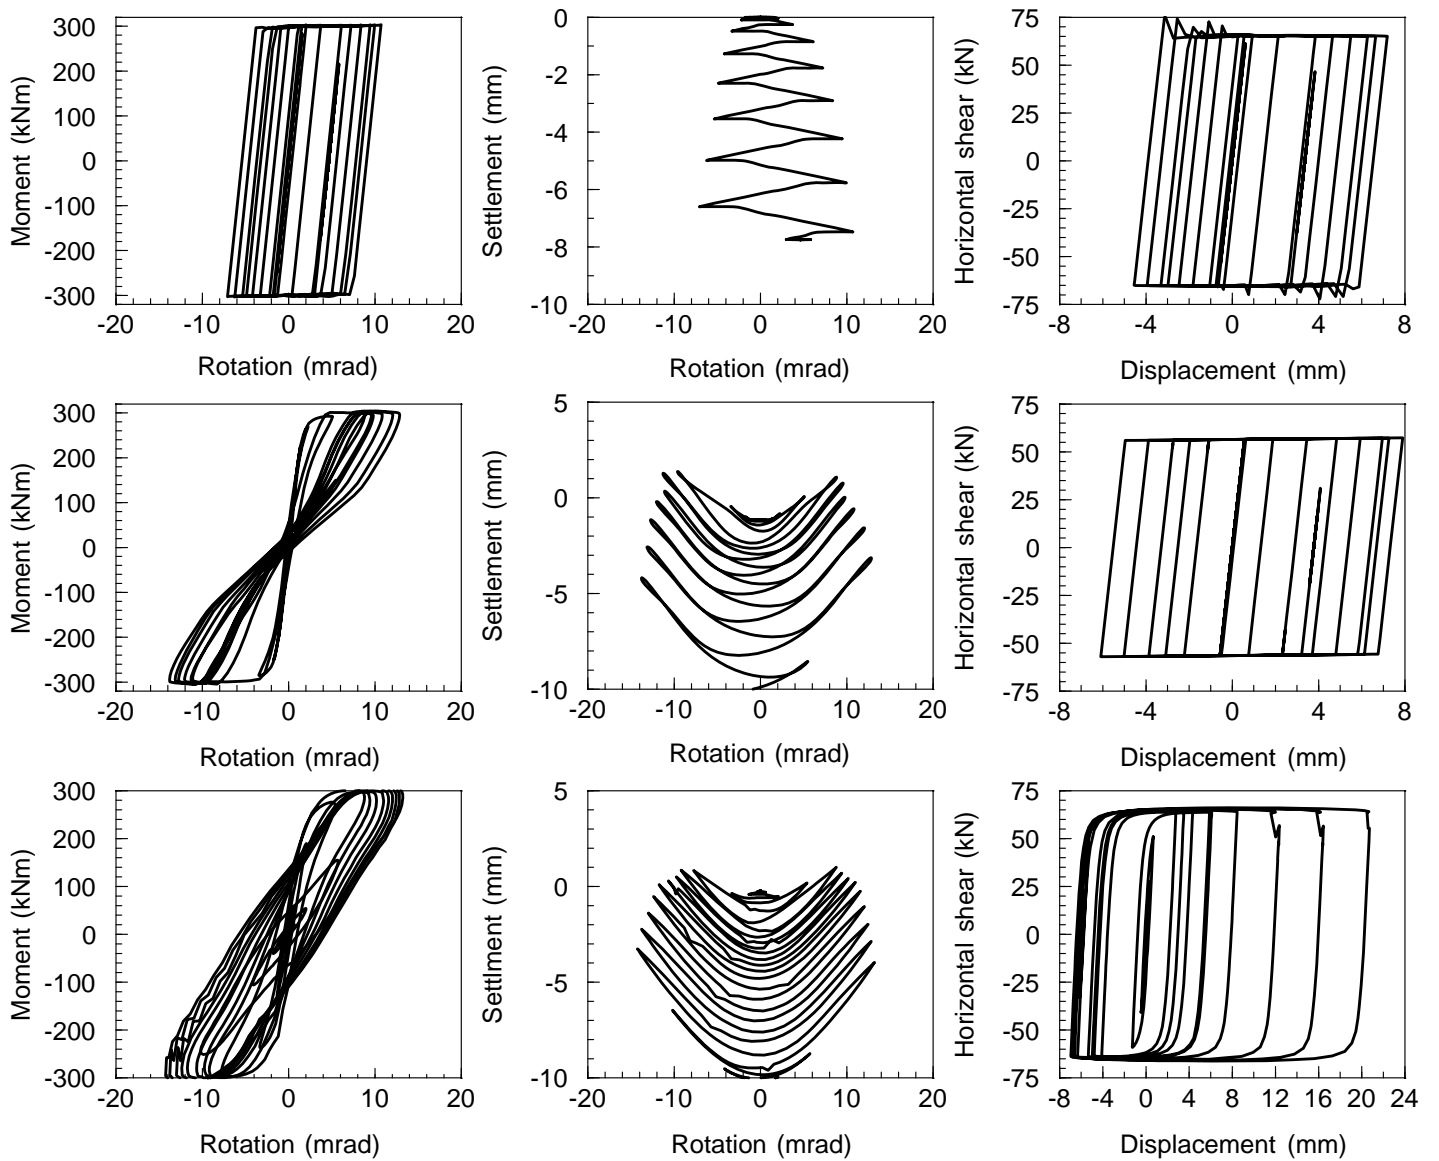 Moment (kNm)
300
200
100
0
-100
-200
-300
-20 -10 0 10 20
Rotation (mrad)
Settlement (mm)
0
-2
-4
-6
-8
-10
-20 -10 0 10 20
Rotation (mrad)
Horizontal shear (kN)
75
50
25
0
-25
-50
-75
-8 -4 0 4 8
Displacement (mm)
Moment (kNm)
300
200
100
0
-100
-200
-300
-20 -10 0 10 20
Rotation (mrad)
Settlement (mm)
5
0
-5
-10
-20 -10 0 10 20
Rotation (mrad)
Horizontal shear (kN)
75
50
25
0
-25
-50
-75
-8 -4 0 4 8
Displacement (mm)
Moment (kNm)
300
200
100
0
-100
-200
-300
-20 -10 0 10 20
Rotation (mrad)
Settlment (mm)
5
0
-5
-10
-20 -10 0 10 20
Rotation (mrad)
Horizontal shear (kN)
75
50
25
0
-25
-50
-75
-8 -4 0 4 8 12 16 20 24
Displacement (mm)